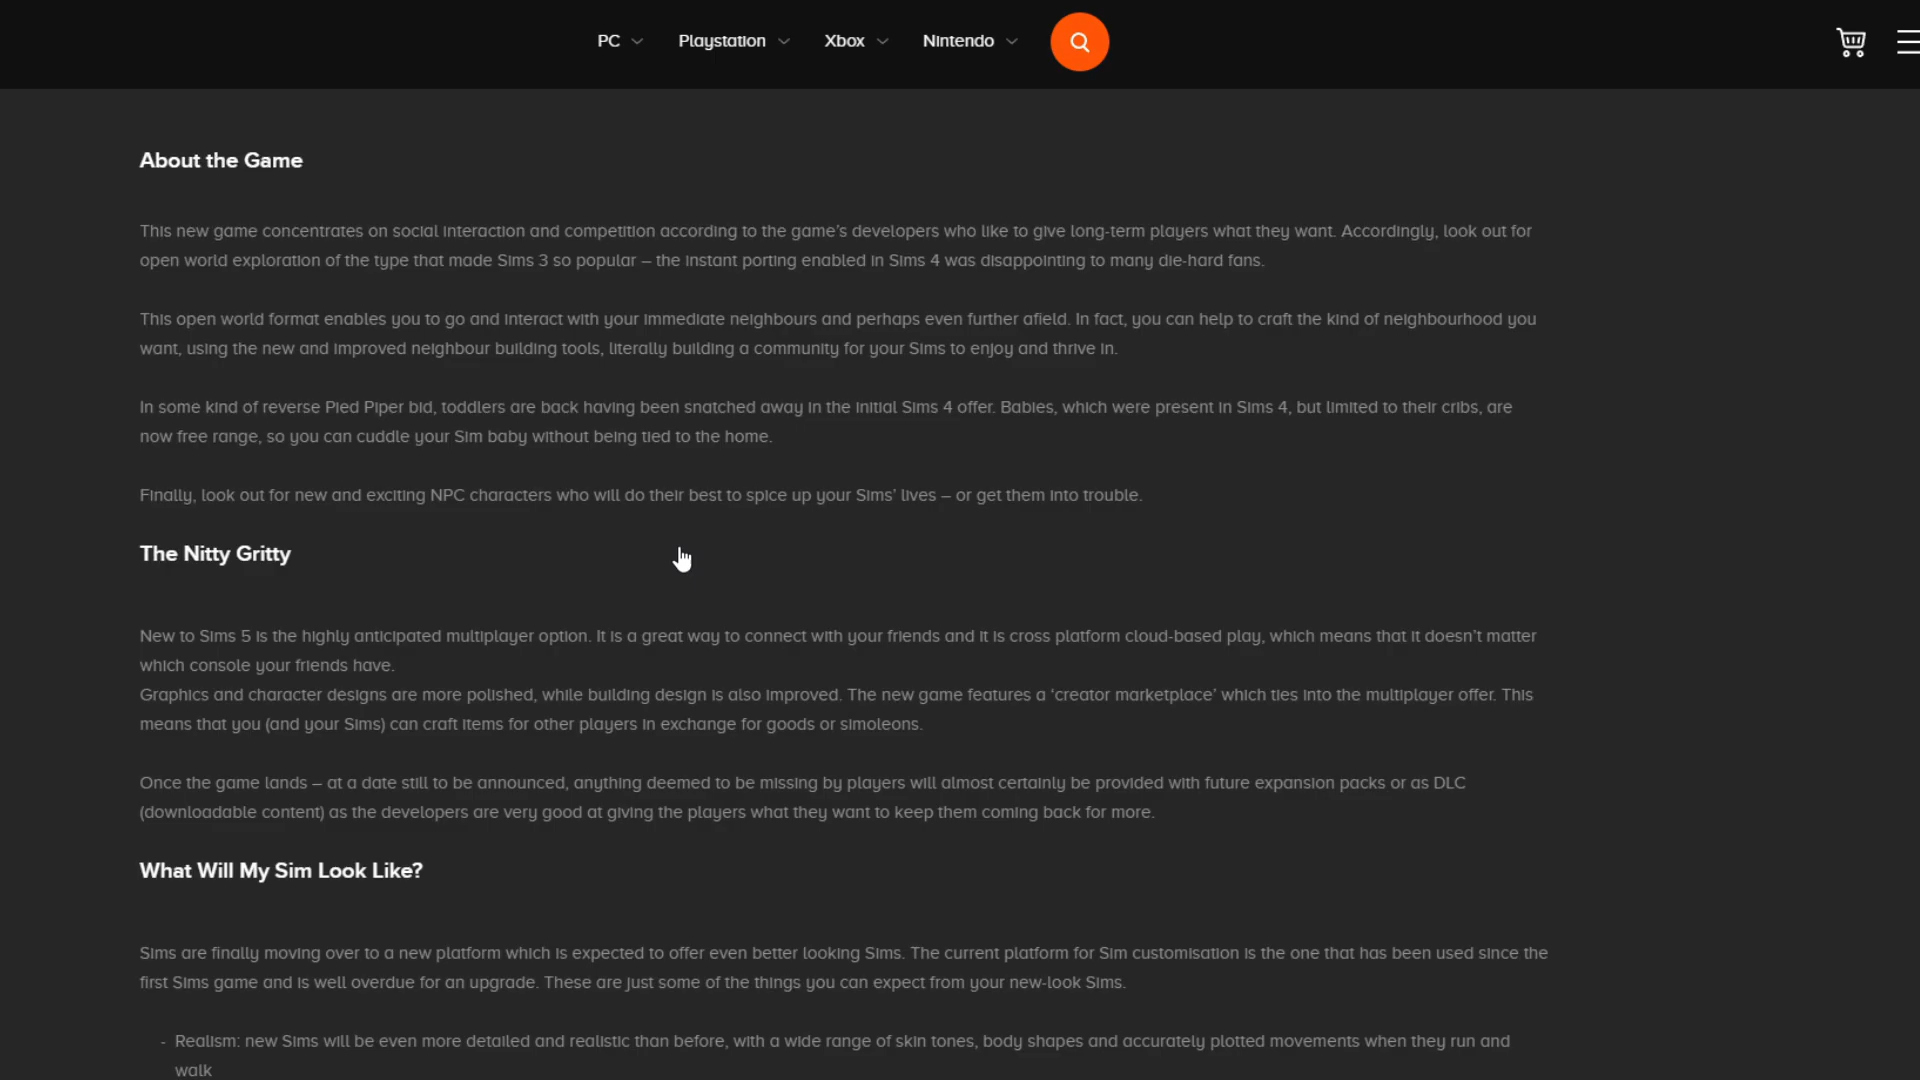 PC Playstation Xbox Nintendo
About the Game
This new game concentrates on social interaction and competition according to the game's developers who like to give long-term players what they want. Accordingly, look out for
open world exploration of the type that made Sims 3 so popular – the instant porting enabled in Sims 4 was disappointing to many die-hard fans.
This open world format enables you to go and interact with your immediate neighbours and perhaps even further afield. In fact, you can help to craft the kind of neighbourhood you
want, using the new and improved neighbour building tools, literally building a community for your Sims to enjoy and thrive in.
In some kind of reverse Pied Piper bid, toddlers are back having been snatched away in the initial Sims 4 offer. Babies, which were present in Sims 4, but limited to their cribs, are
now free range, so you can cuddle your Sim baby without being tied to the home.
Finally, look out for new and exciting NPC characters who will do their best to spice up your Sims' lives – or get them into trouble.
The Nitty Gritty
New to Sims 5 is the highly anticipated multiplayer option. It is a great way to connect with your friends and it is cross platform cloud-based play, which means that it doesn't matter
which console your friends have.
Graphics and character designs are more polished, while building design is also improved. The new game features a 'creator marketplace' which ties into the multiplayer offer. This
means that you (and your Sims) can craft items for other players in exchange for goods or simoleons.
Once the game lands – at a date still to be announced, anything deemed to be missing by players will almost certainly be provided with future expansion packs or as DLC
(downloadable content) as the developers are very good at giving the players what they want to keep them coming back for more.
What Will My Sim Look Like?
Sims are finally moving over to a new platform which is expected to offer even better looking Sims. The current platform for Sim customisation is the one that has been used since the
first Sims game and is well overdue for an upgrade. These are just some of the things you can expect from your new-look Sims.
- Realism: new Sims will be even more detailed and realistic than before, with a wide range of skin tones, body shapes and accurately plotted movements when they run and
walk